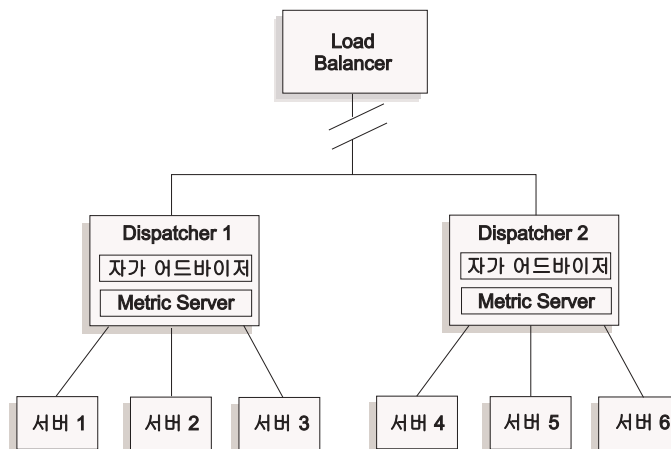 Load
Balancer
Dispatcher 1
자가 어드바이저
Metric Server
Dispatcher 2
자가 어드바이저
Metric Server
서버 1
서버 2
서버 3
서버 4
서버 5
서버 6